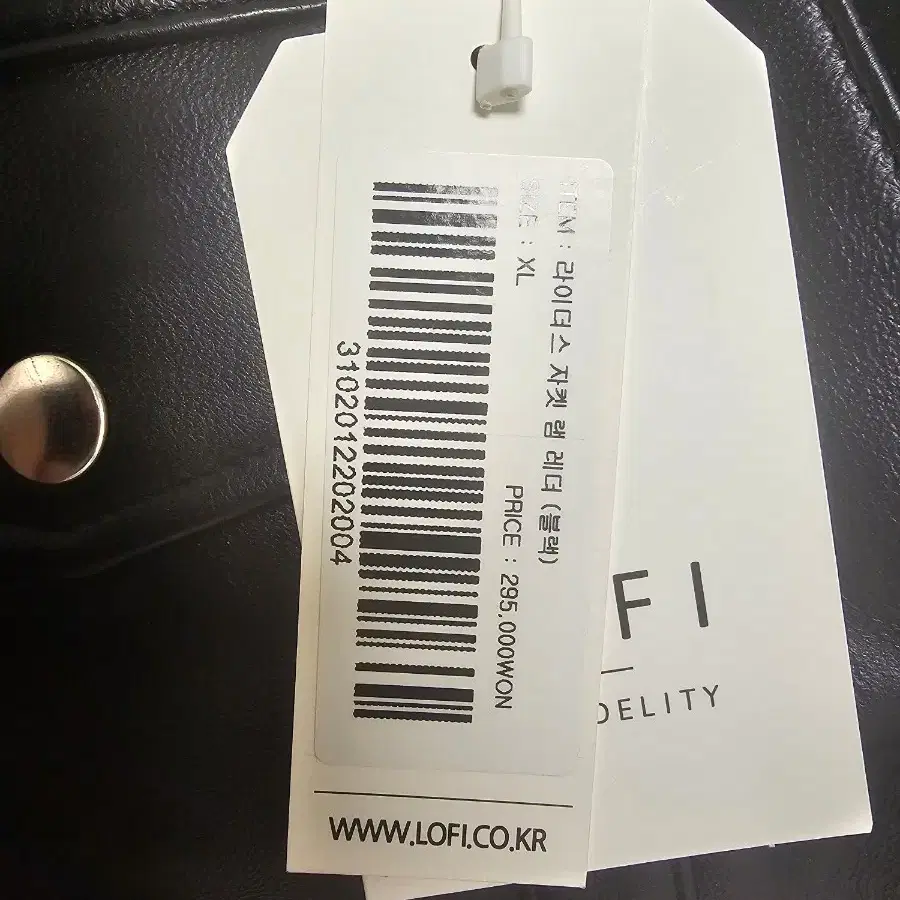 ITEM : 라이더스 자켓 램 레더 (블랙)
SIZE : XL
PRICE : 295,000WON
3102012202004
WWW.LOFI.CO.KR
FI
DELITY